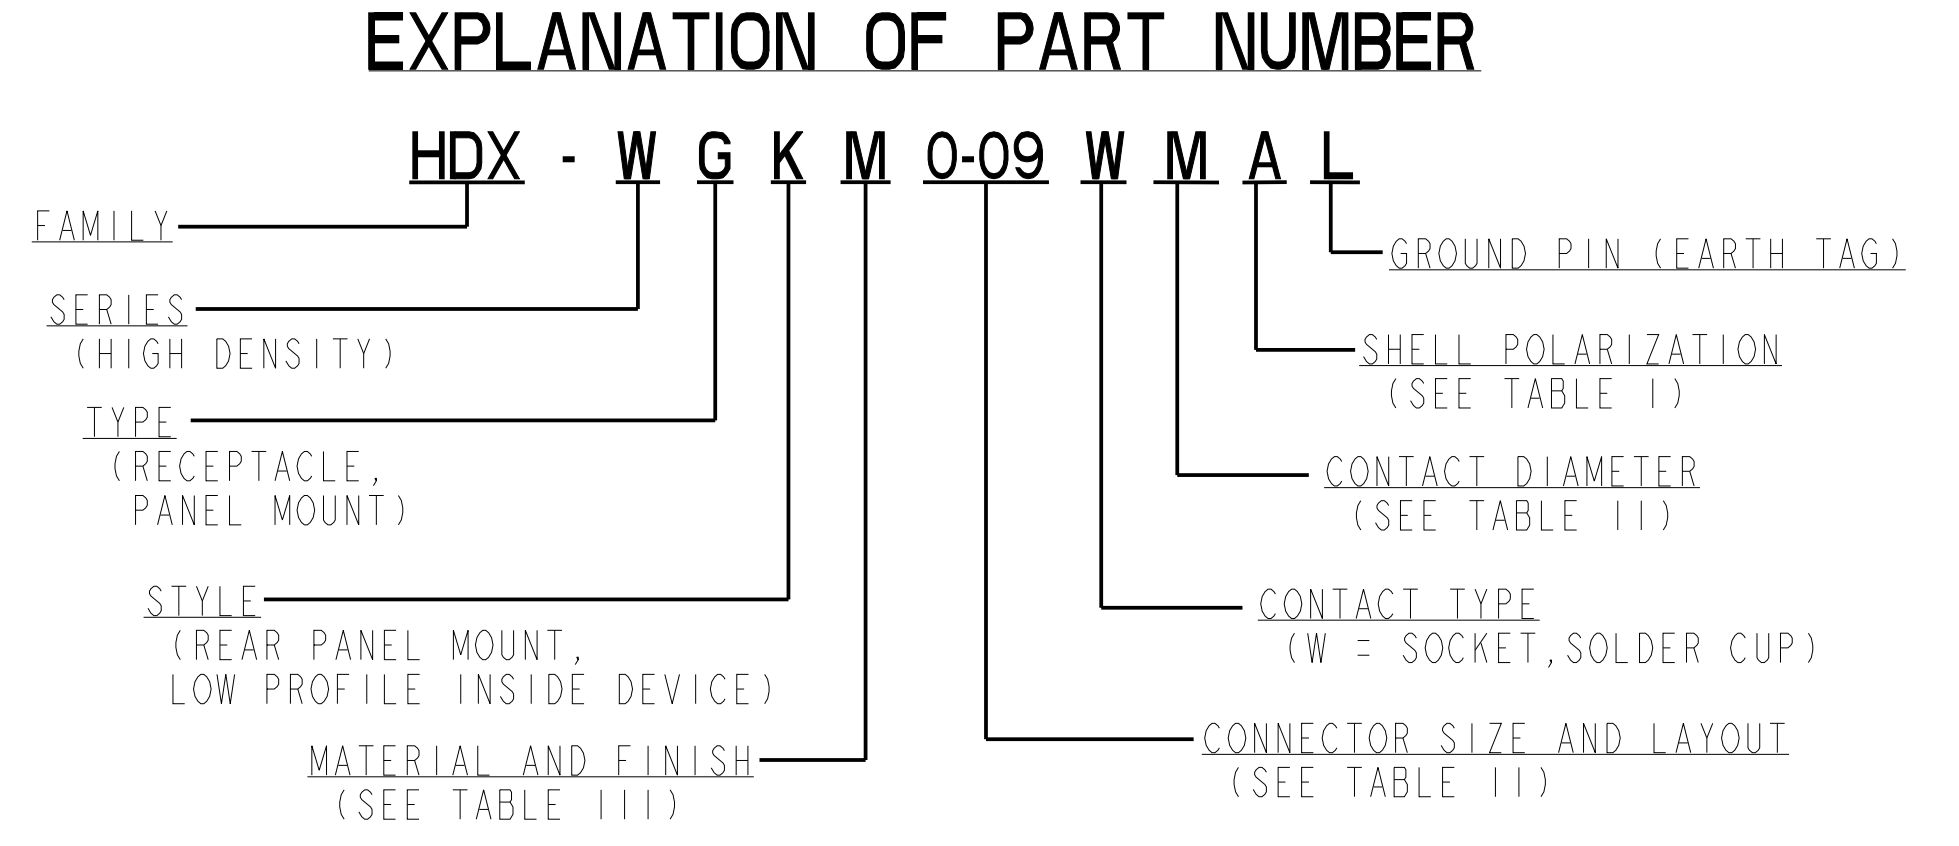 EXPLANATION OF PART NUMBER
HDX - W G K M 0-09 W M A L
FAMILY
SERIES
(HIGH DENSITY)
TYPE
(RECEPTACLE,
PANEL MOUNT)
STYLE
(REAR PANEL MOUNT,
LOW PROFILE INSIDE DEVICE)
MATERIAL AND FINISH
(SEE TABLE III)
GROUND PIN (EARTH TAG)
SHELL POLARIZATION
(SEE TABLE I)
CONTACT DIAMETER
(SEE TABLE II)
CONTACT TYPE
(W = SOCKET,SOLDER CUP)
CONNECTOR SIZE AND LAYOUT
(SEE TABLE II)